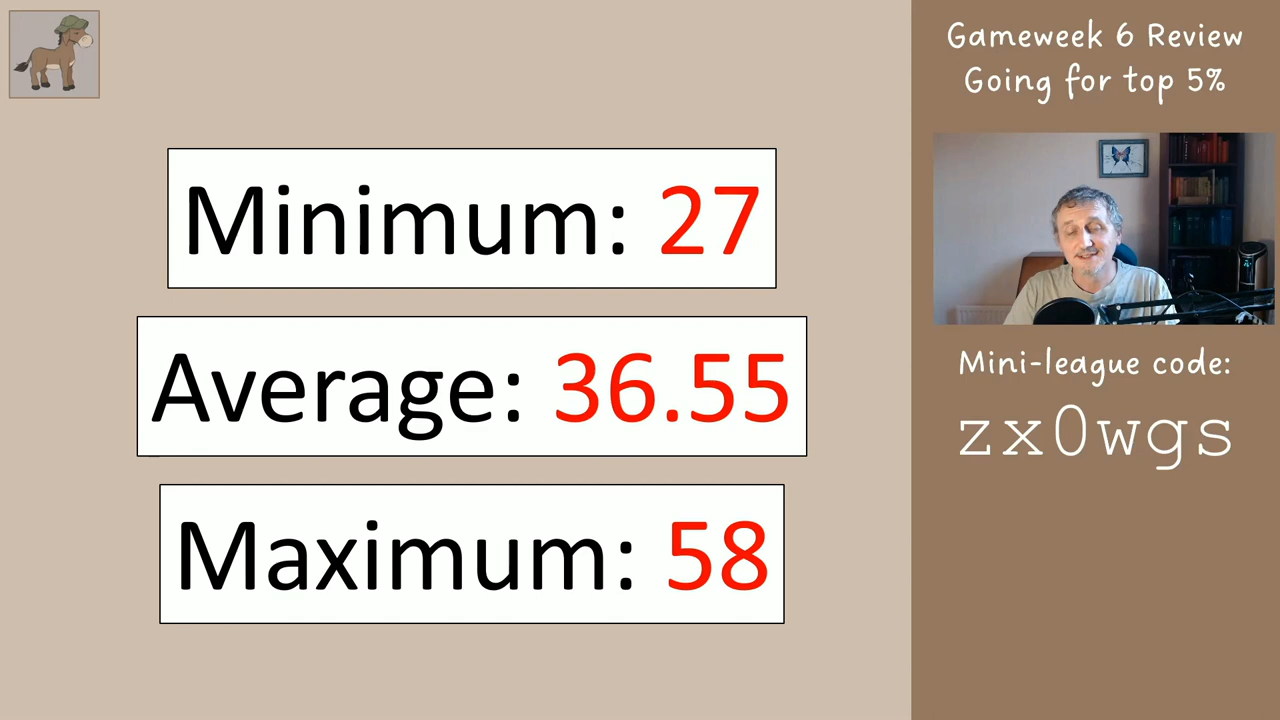 Minimum: 27
Average: 36.55
Maximum: 58
Gameweek 6 Review
Going for top 5%
Mini-league code:
zx0wgs